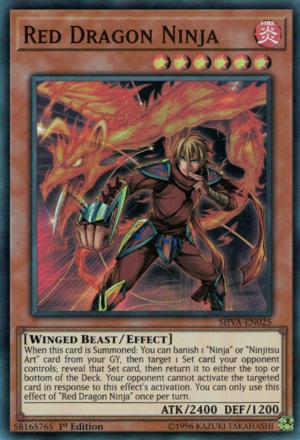 RED DRAGON NINJA
FIRE
炎
SHVA-EN025
[WINGED BEAST/EFFECT]
When this card is Summoned: You can banish 1 "Ninja" or "Ninjitsu
Art" card from your GY, then target 1 Set card your opponent
controls; reveal that Set card, then return it to either the top or
bottom of the Deck. Your opponent cannot activate the targeted
card in response to this effect's activation. You can only use this
effect of "Red Dragon Ninja" once per turn.
ATK/2400 DEF/1200
58165765 1st Edition ©1996 KAZUKI TAKAHASHI